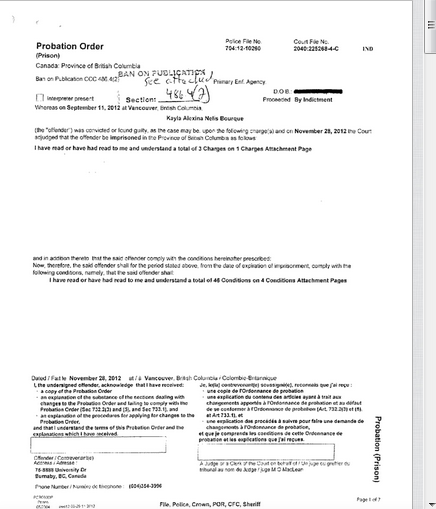 Police File No
704:12-10260
Court File No.
2040:225268-4-C
IND
Probation Order
(Prison)
Canada: Province of British Columbia
Ban on Publication CCC 486.4(2)
BAN ON PUBLICATION
See attached
Primary Enf. Agency
Interpreter present
Section:
486 4(2)
D.O.B:
Proceeded By Indictment
Whereas on September 11, 2012 at Vancouver, British Columbia.
Kayla Alexina Nelis Bourque
(the "offender") was convicted or found guilty, as the case may be, upon the following charge(s) and on November 28, 2012 the Court
adjudged that the offender be imprisoned in the Province of British Columbia as follows
I have read or have had read to me and understand a total of 3 Charges on 1 Charges Attachment Page
and in addition thereto that the said offender comply with the conditions hereinafter prescribed:
Now, therefore, the said offender shall for the period stated above, from the date of expiration of imprisonment, comply with the
following conditions, namely, that the said offender shall:
I have read or have had read to me and understand a total of 46 Conditions on 4 Conditions Attachment Pages
Dated / Fait le November 28, 2012 at / à Vancouver, British Columbia / Colombie-Britannique
I, the undersigned offender, acknowledge that I have received:
- a copy of the Probation Order
- an explanation of the substance of the sections dealing with
changes to the Probation Order and failing to comply with the
Probation Order (Sec 732.2(3) and (5), and Sec 733.1), and
- an explanation of the procedures for applying for changes to the
Probation Order.
and that I understand the terms of this Probation Order and the
explanations which I have received.
Je, le(la) contrevenant(e) soussigné(e), reconnais que j'ai reçu :
- une copie de l'Ordonnance de probation
- une explication du contenu des articles ayant à trait aux
changements apportés à l'Ordonnance de probation et au défaut
de se conformer à l'Ordonnance de probation (Art. 732.2(3) et (5).
et Art 733.1), et
- une explication des procédés à suivre pour faire une demande de
changements à l'Ordonnance de probation,
et que je comprends les conditions de cette Ordonnance de
probation et les explications que j'ai reçues.
Offender / Contrevenant(e)
Address / Adresse :
Burnaby, BC, Canada
Phone Number / Numéro de téléphone : (604)354-3996
A Judge or a Clerk of the Court on behalf of / Un juge ou greffier du
tribunal au nom du Judge / juge M D MacLean
Probation (Prison)
File, Police, Crown, POR, CFC, Sheriff
Page 1 of 7